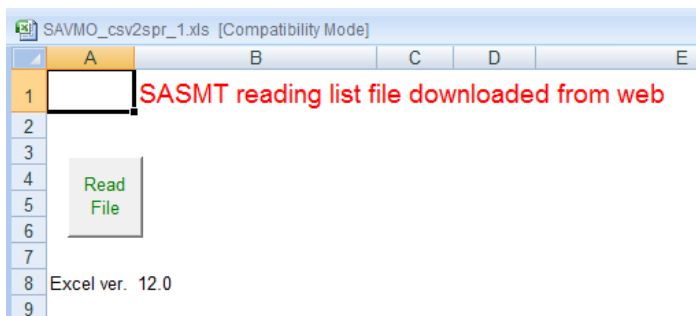 SAVMO_csv2spr_1.xls [Compatibility Mode]
A B C D E
1 SASMT reading list file downloaded from web
2
3
4 Read
5 File
6
7
8 Excel ver. 12.0
9